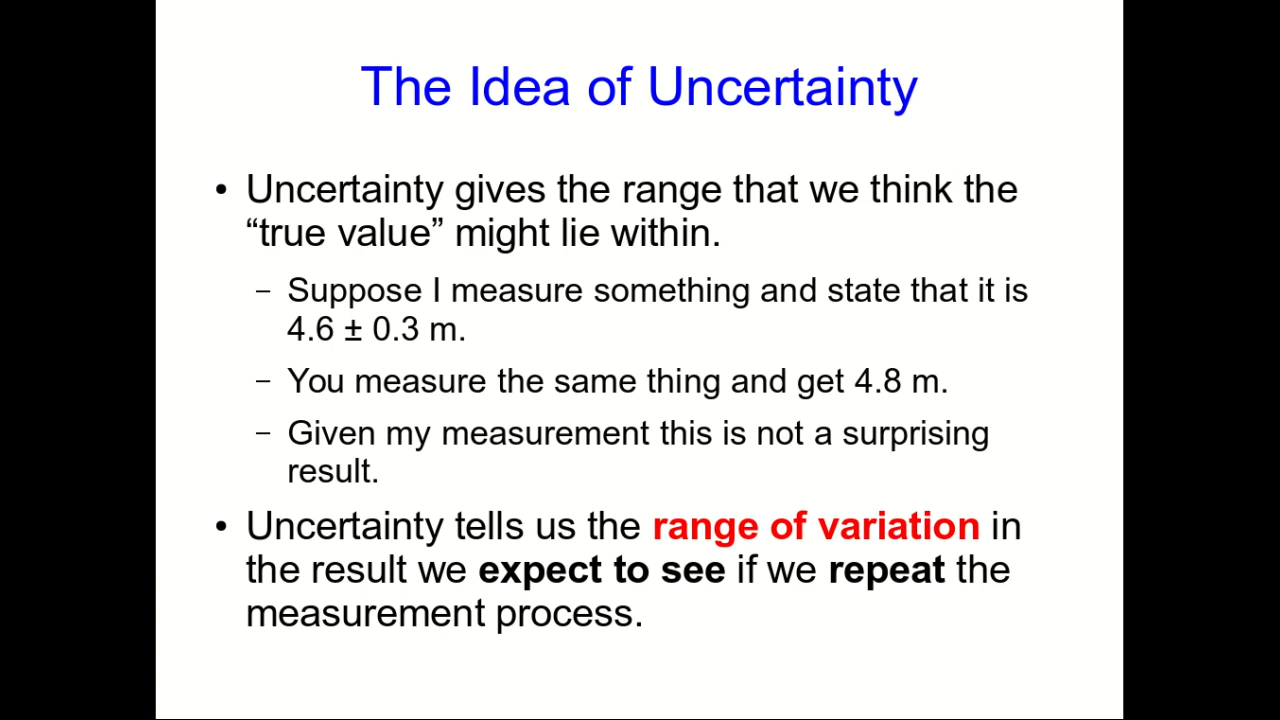 The Idea of Uncertainty
• Uncertainty gives the range that we think the
“true value” might lie within.
– Suppose I measure something and state that it is
4.6 ± 0.3 m.
– You measure the same thing and get 4.8 m.
– Given my measurement this is not a surprising
result.
• Uncertainty tells us the range of variation in
the result we expect to see if we repeat the
measurement process.